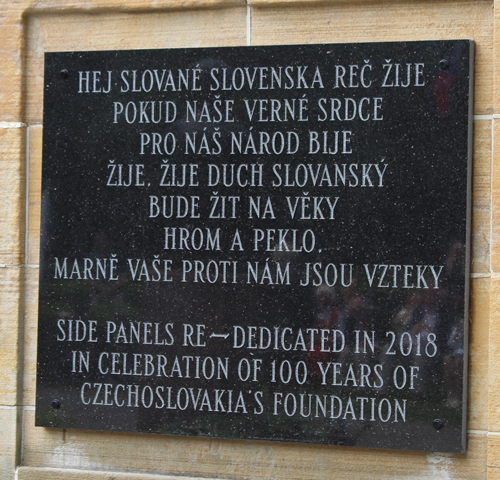 HEJ SLOVANÉ SLOVENSKA REČ ŽIJE
POKUD NAŠE VERNÉ SRDCE
PRO NÁŠ NÁROD BIJE
ŽIJE, ŽIJE DUCH SLOVANSKÝ
BUDE ŽIT NA VĚKY
HROM A PEKLO,
MARNĚ VAŠE PROTI NÁM JSOU VZTEKY
SIDE PANELS RE—DEDICATED IN 2018
IN CELEBRATION OF 100 YEARS OF
CZECHOSLOVAKIA'S FOUNDATION